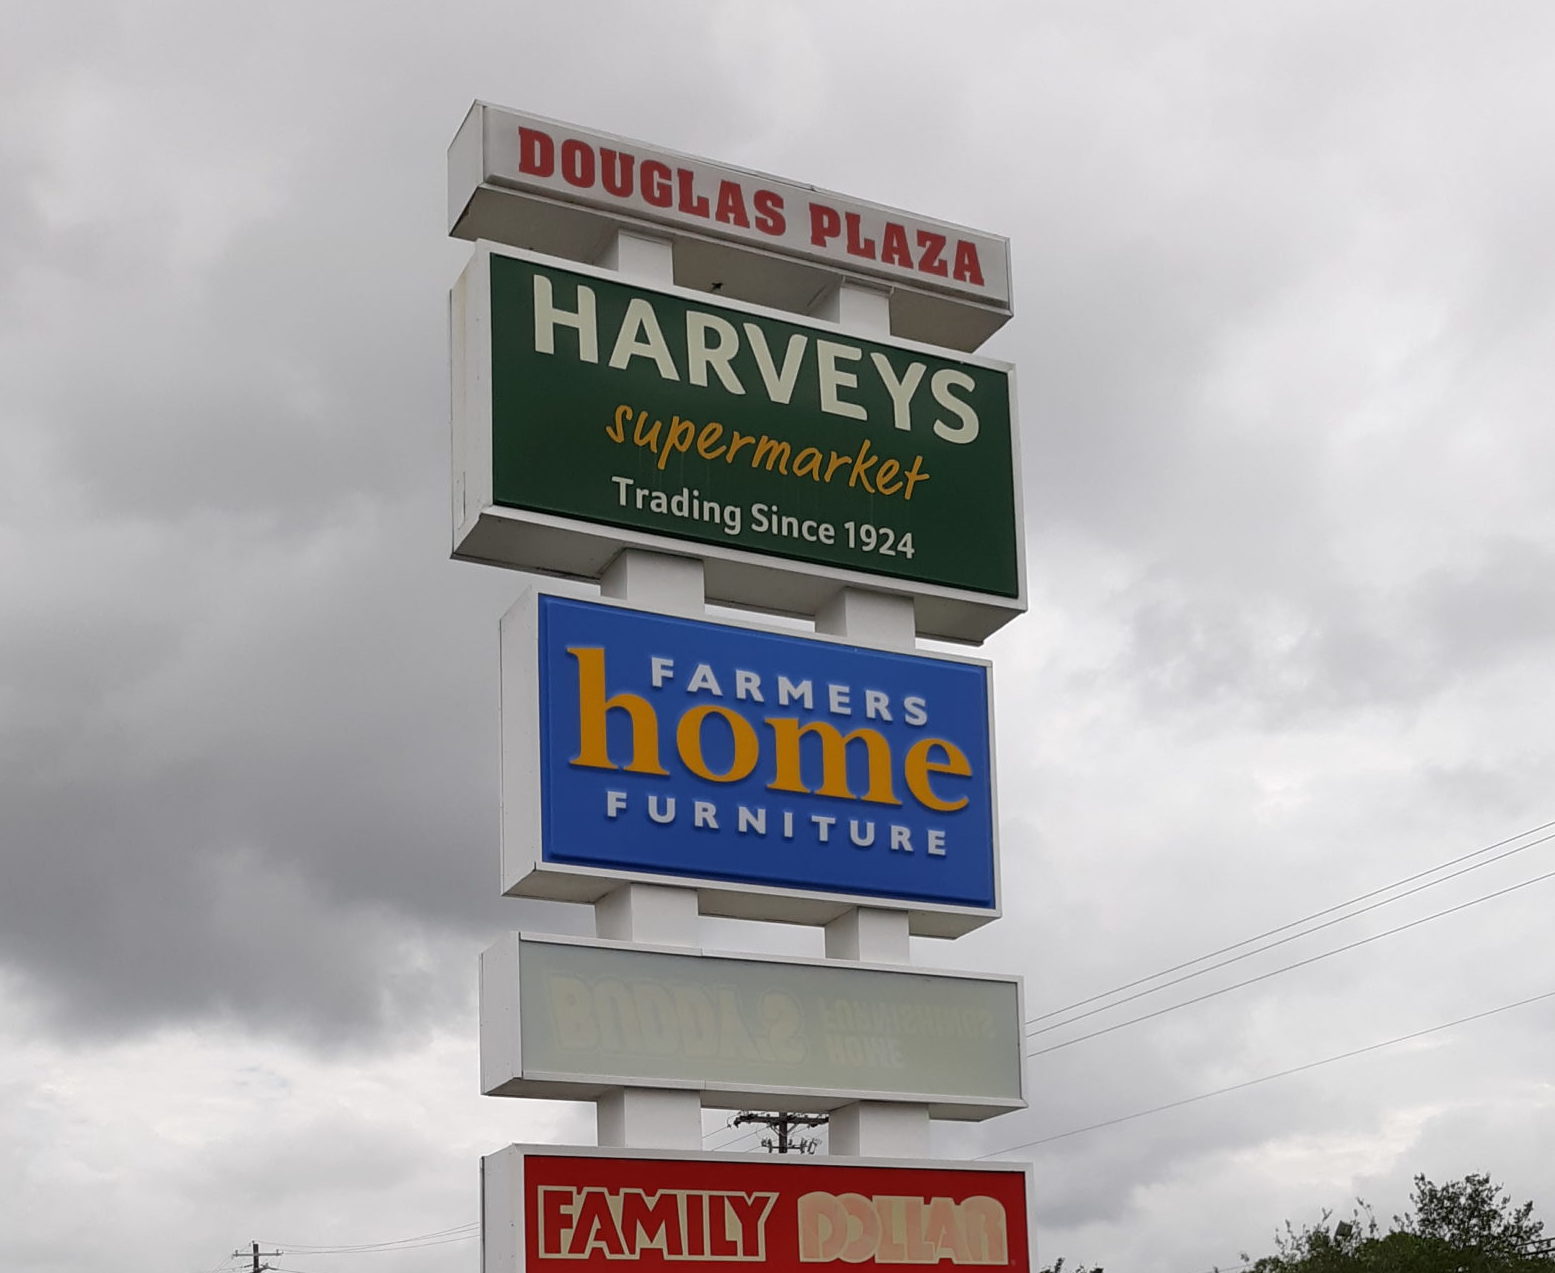 DOUGLAS PLAZA
HARVEYS
supermarket
Trading Since 1924
FARMERS
home
FURNITURE
FAMILY DOLLAR